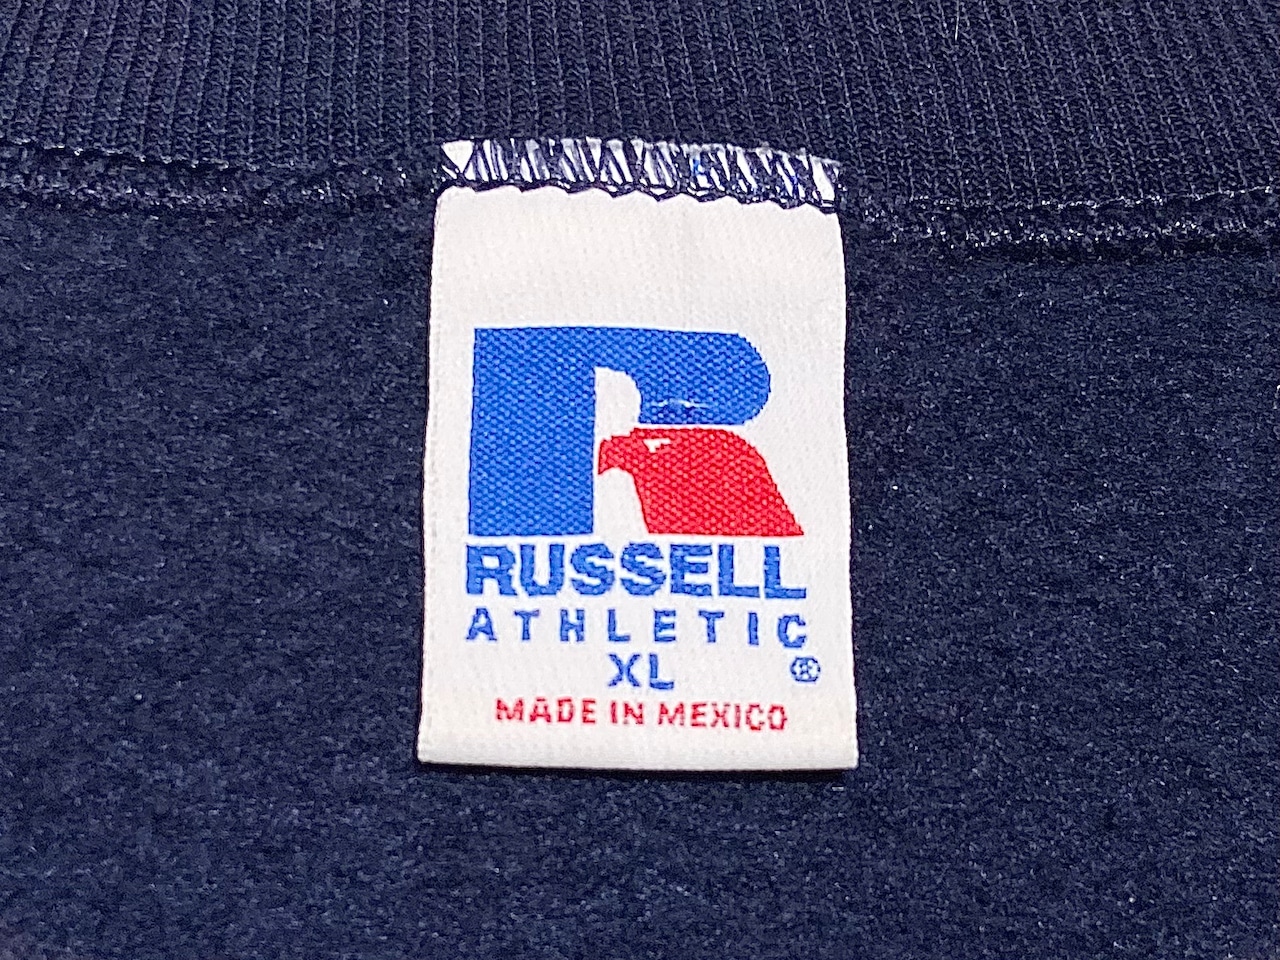 R
RUSSELL
ATHLETIC
XL ®
MADE IN MEXICO